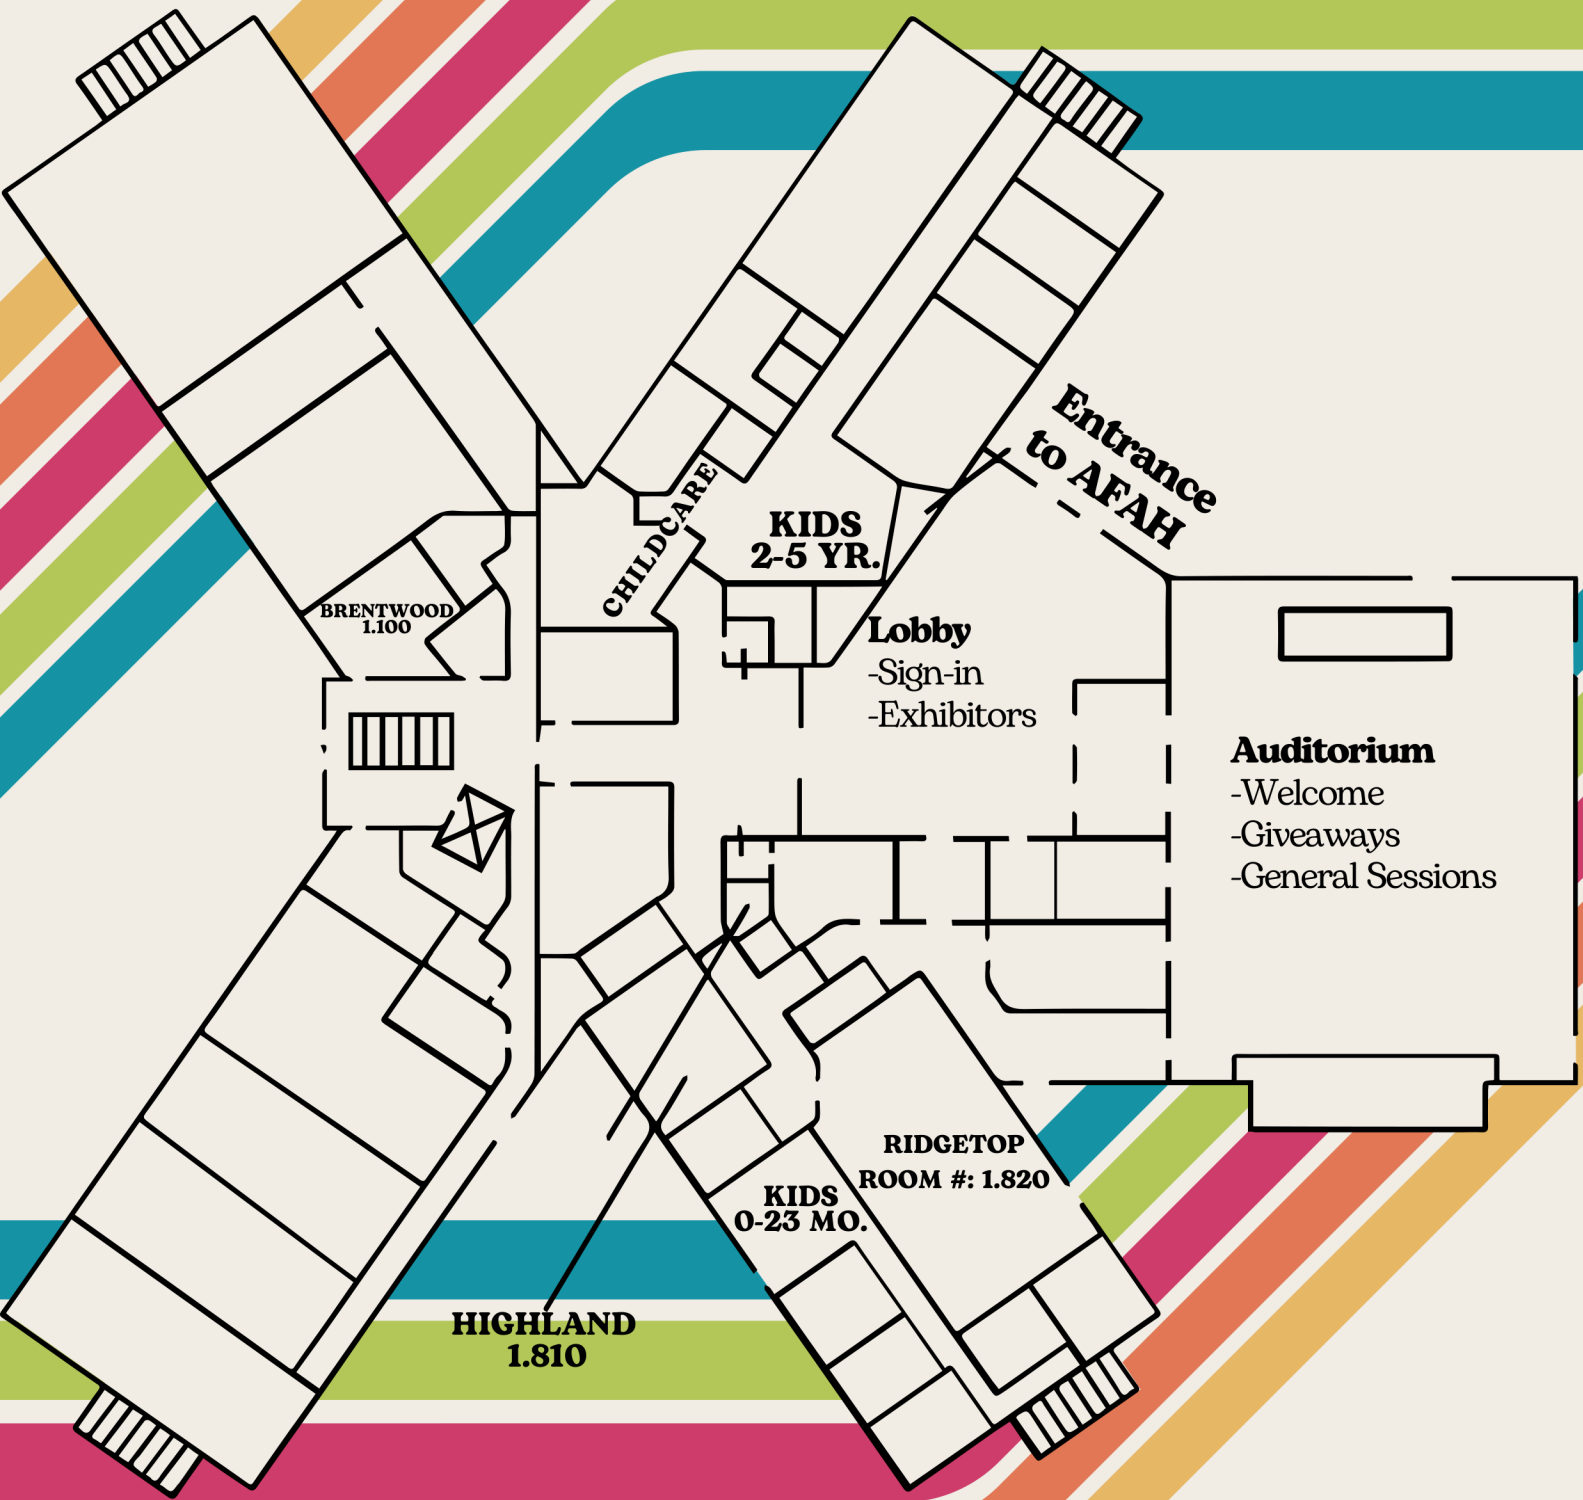 Entrance
to AFAH
CHILDCARE
KIDS
2-5 YR.
BRENTWOOD
1.100
Lobby
-Sign-in
-Exhibitors
Auditorium
-Welcome
-Giveaways
-General Sessions
RIDGETOP
ROOM #: 1.820
KIDS
0-23 MO.
HIGHLAND
1.810